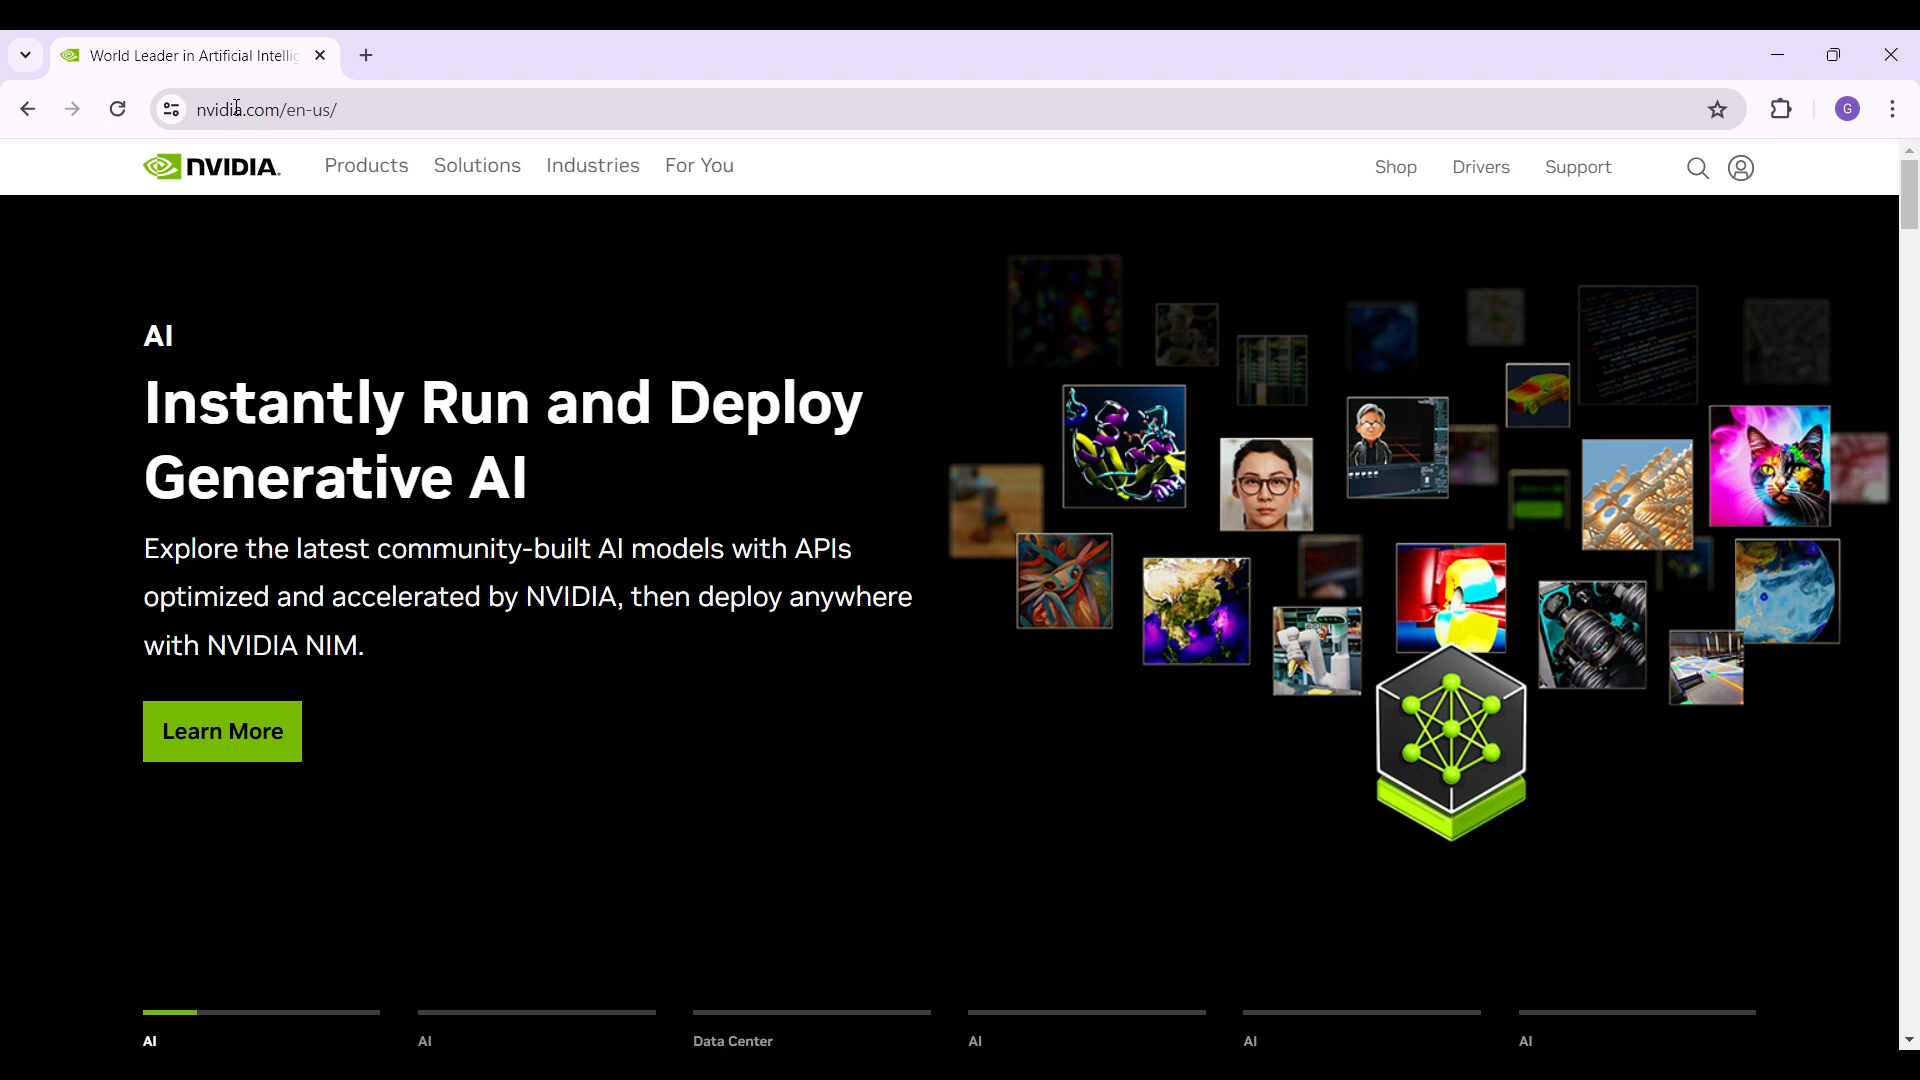 World Leader in Artificial Intellig
nvidia.com/en-us/
G
NVIDIA.
Products
Solutions
Industries
For You
Shop
Drivers
Support
AI
Instantly Run and Deploy
Generative AI
Explore the latest community-built AI models with APIs
optimized and accelerated by NVIDIA, then deploy anywhere
with NVIDIA NIM.
Learn More
AI
AI
Data Center
AI
AI
AI